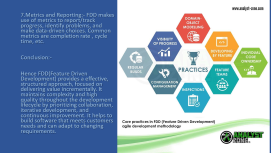 www.analyst-zone.com
7.Metrics and Reporting:- FDD makes
use of metrics to report/track
progress, identify problems, and
make data-driven choices. Common
metrics are completion rate , cycle
time, etc.
Conclusion:-
Hence FDD(Feature Driven
Development) provides a effective,
structured approach, focused on
delivering value incrementally. It
maintains complexity and high
quality throughout the development
lifecycle by prioritizing collaboration,
iterative development, and
continuous improvement. It helps to
build software that meets customers
needs and can adapt to changing
requirements.
DOMAIN
OBJECT
MODELING
VISIBILITY
OF PROGRESS
DEVELOPING
BY FEATURE
REGULAR
BUILDS
PRACTICES
INDIVIDUAL
CLASS
OWNERSHIP
FEATURE
TEAMS
CONFIGURATION
MANAGEMENT
INSPECTIONS
Core practices in FDD (Feature Driven Development)
agile development methodology
ANALYST